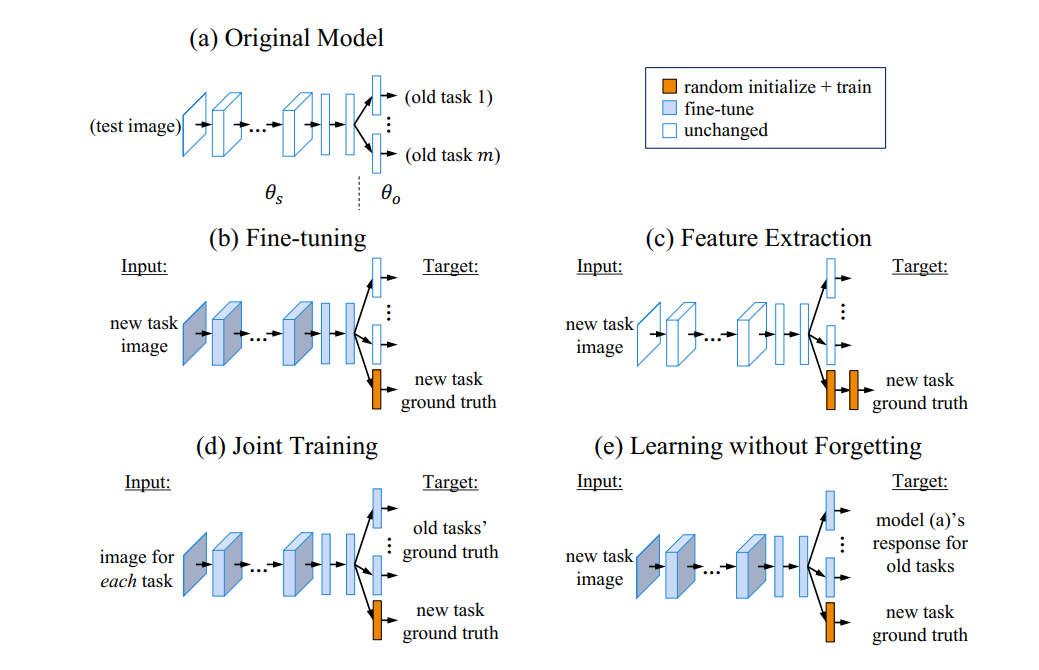 (a) Original Model
(test image)
...
(old task 1)
⋮
(old task m)
θs
θo
random initialize + train
fine-tune
unchanged
(b) Fine-tuning
Input:
Target:
new task
image
...
⋮
new task
ground truth
(c) Feature Extraction
Input:
Target:
new task
image
...
⋮
new task
ground truth
(d) Joint Training
Input:
Target:
image for
each task
...
old tasks’
⋮
ground truth
new task
ground truth
(e) Learning without Forgetting
Input:
Target:
new task
image
...
model (a)’s
⋮
response for
old tasks
new task
ground truth